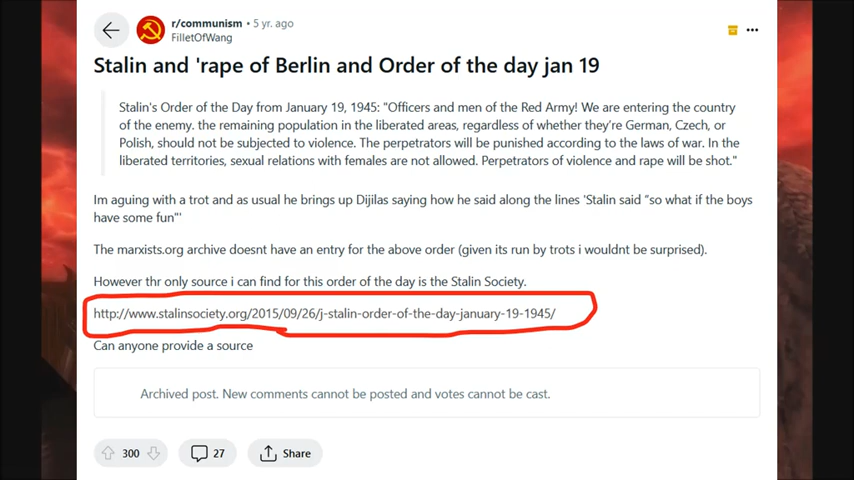 r/communism • 5 yr. ago
FilletOfWang
Stalin and 'rape of Berlin and Order of the day jan 19
Stalin's Order of the Day from January 19, 1945: "Officers and men of the Red Army! We are entering the country
of the enemy. the remaining population in the liberated areas, regardless of whether they're German, Czech, or
Polish, should not be subjected to violence. The perpetrators will be punished according to the laws of war. In the
liberated territories, sexual relations with females are not allowed. Perpetrators of violence and rape will be shot."
Im aguing with a trot and as usual he brings up Dijilas saying how he said along the lines 'Stalin said "so what if the boys
have some fun"'
The marxists.org archive doesnt have an entry for the above order (given its run by trots i wouldnt be surprised).
However thr only source i can find for this order of the day is the Stalin Society.
http://www.stalinsociety.org/2015/09/26/j-stalin-order-of-the-day-january-19-1945/
Can anyone provide a source
Archived post. New comments cannot be posted and votes cannot be cast.
300 27 Share